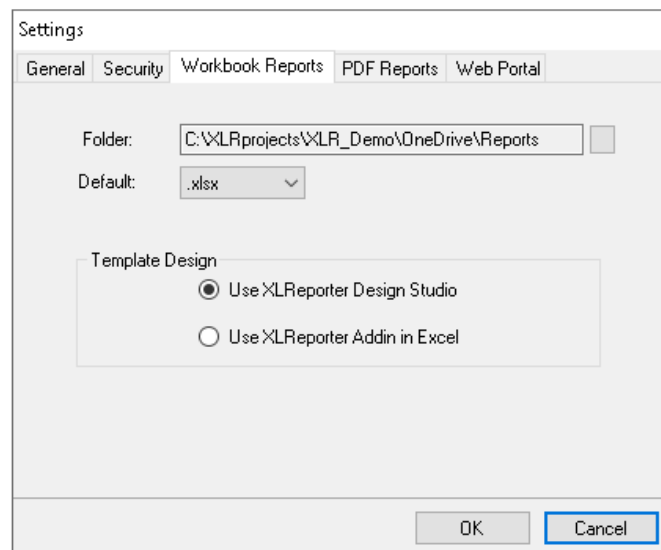 Settings
General Security Workbook Reports PDF Reports Web Portal
Folder: C:\XLRprojects\XLR_Demo\OneDrive\Reports
Default: .xlsx
Template Design
Use XLReporter Design Studio
Use XLReporter Addin in Excel
OK Cancel